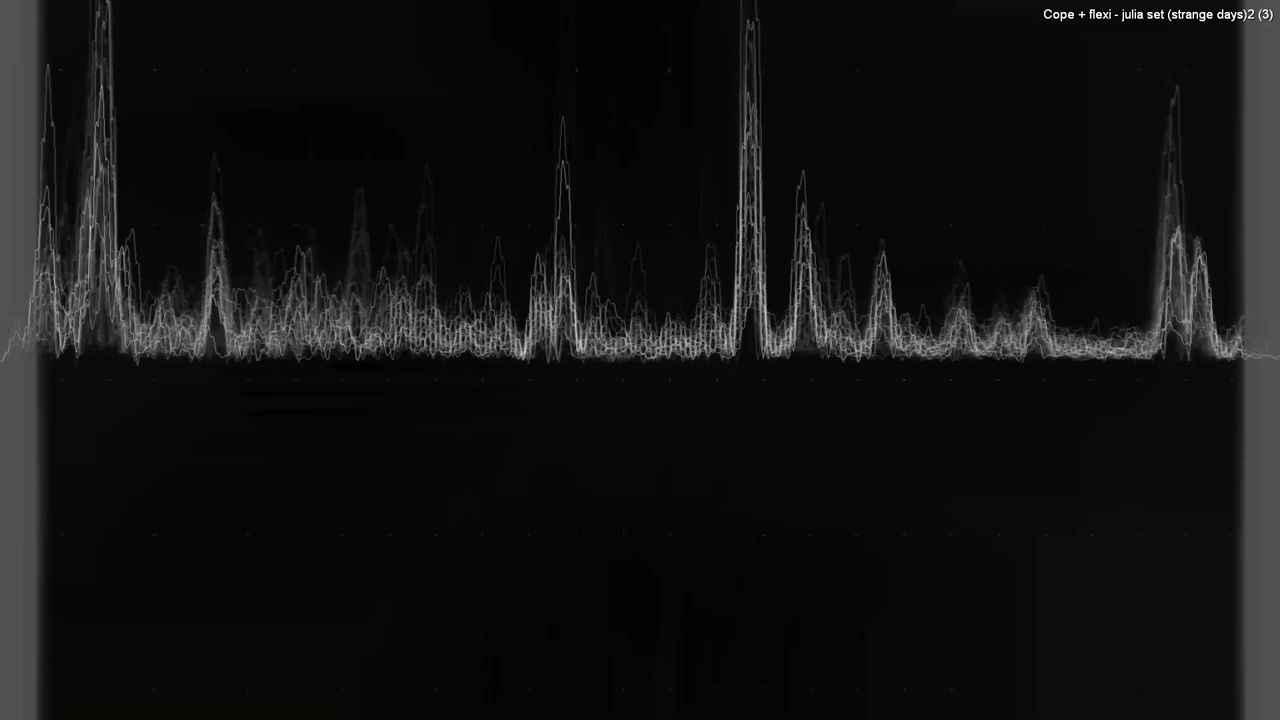 Cope + flexi - julia set (strange days)2 (3)